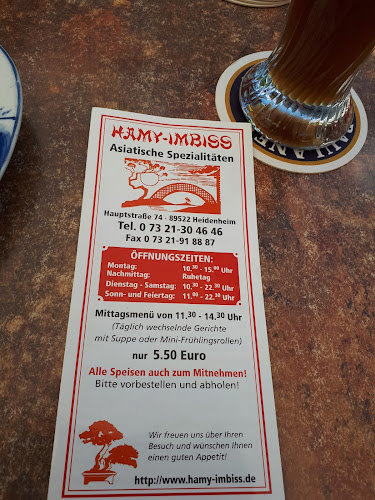 HAMY-IMBISS
Asiatische Spezialitäten
Hauptstraße 74 - 89522 Heidenheim
Tel. 0 73 21-30 46 46
Fax 0 73 21-91 88 87
ÖFFNUNGSZEITEN:
Montag: 10.30 - 15.00 Uhr
Nachmittag: Ruhetag
Dienstag - Samstag: 10.30 - 22.30 Uhr
Sonn- und Feiertag: 11.00 - 22.30 Uhr
Mittagsmenü von 11.30 - 14.30 Uhr
(Täglich wechselnde Gerichte
mit Suppe oder Mini-Frühlingsrollen)
nur 5.50 Euro
Alle Speisen auch zum Mitnehmen!
Bitte vorbestellen und abholen!
Wir freuen uns über Ihren
Besuch und wünschen Ihnen
einen guten Appetit!
http://www.hamy-imbiss.de
PAULANER